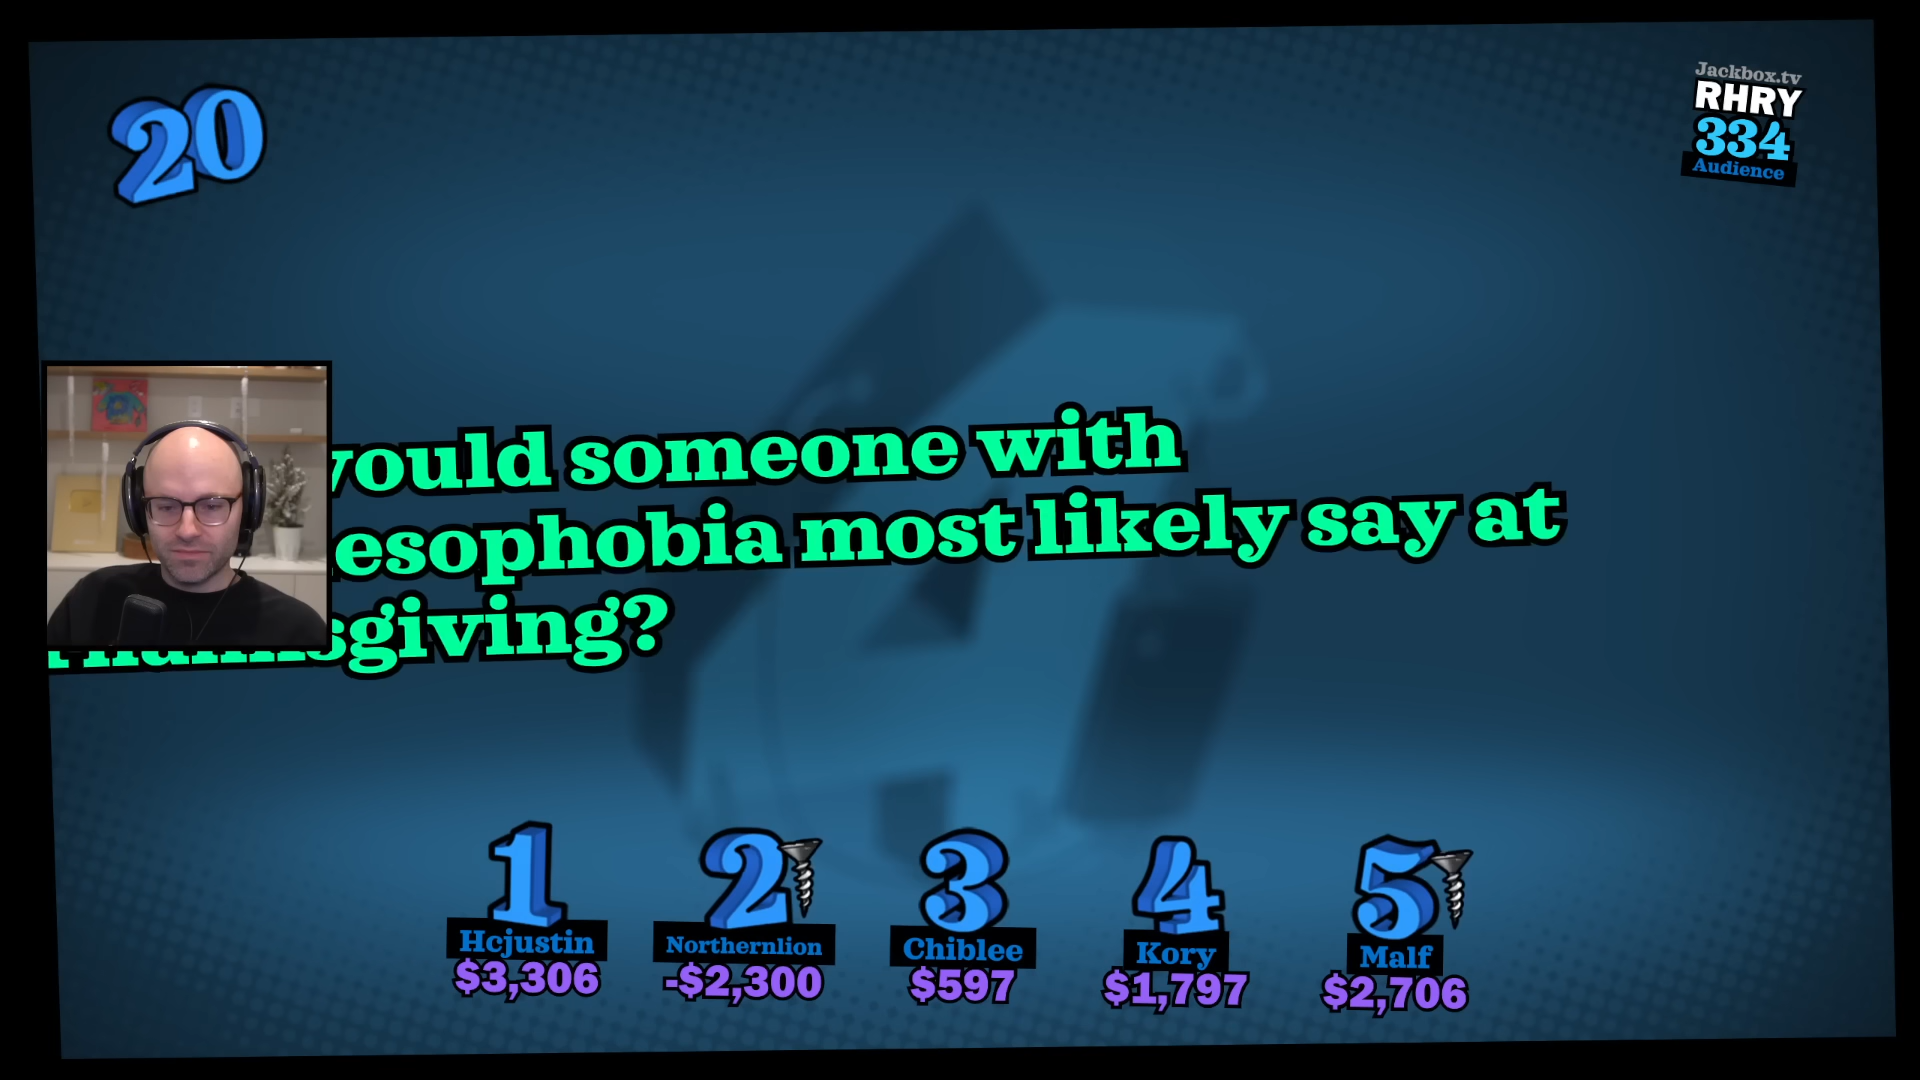 20
Jackbox.tv
RHRY
334
Audience
would someone with
esophobia most likely say at
Thanksgiving?
1
2
3
4
5
Hcjustin
Northernlion
Chiblee
Kory
Malf
$3,306
-$2,300
$597
$1,797
$2,706